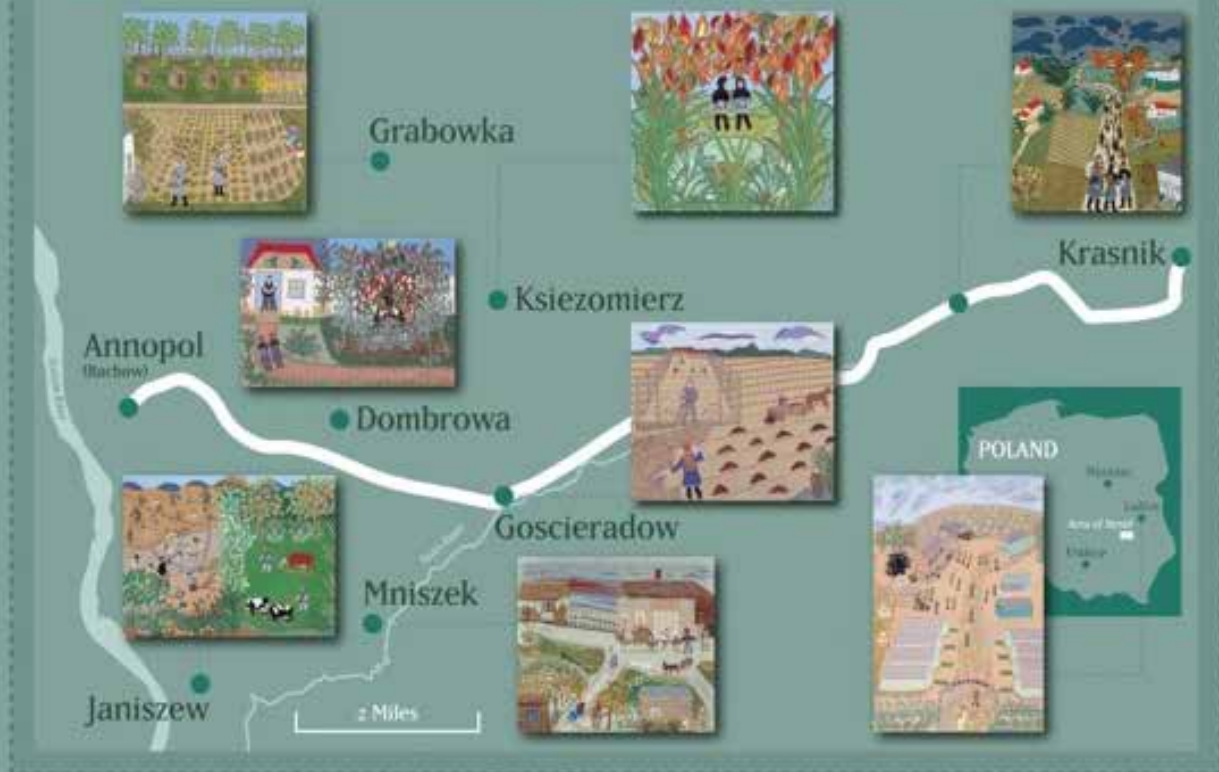 Grabowka
Krasnik
Ksiezomierz
Annopol
(Rachow)
Dombrowa
POLAND
Goscieradow
Mniszek
Janiszew
2 Miles